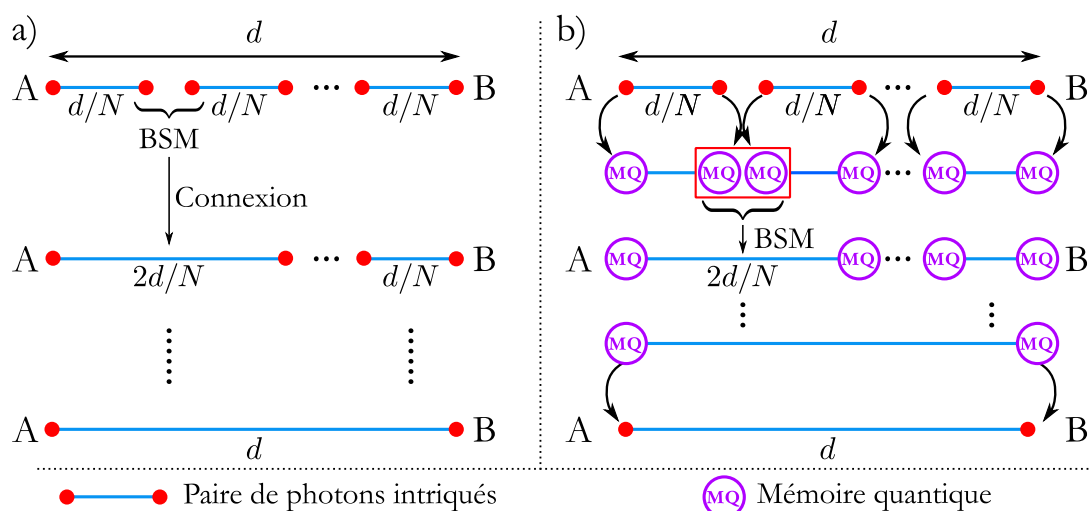 a)
d
A d/N d/N ... d/N B
BSM
Connexion
A 2d/N ... d/N B
A d B
b)
d
A d/N d/N ... d/N B
MQ MQ MQ MQ ... MQ MQ
BSM
A MQ 2d/N MQ ... MQ MQ B
MQ MQ
A d B
Paire de photons intriqués
MQ Mémoire quantique